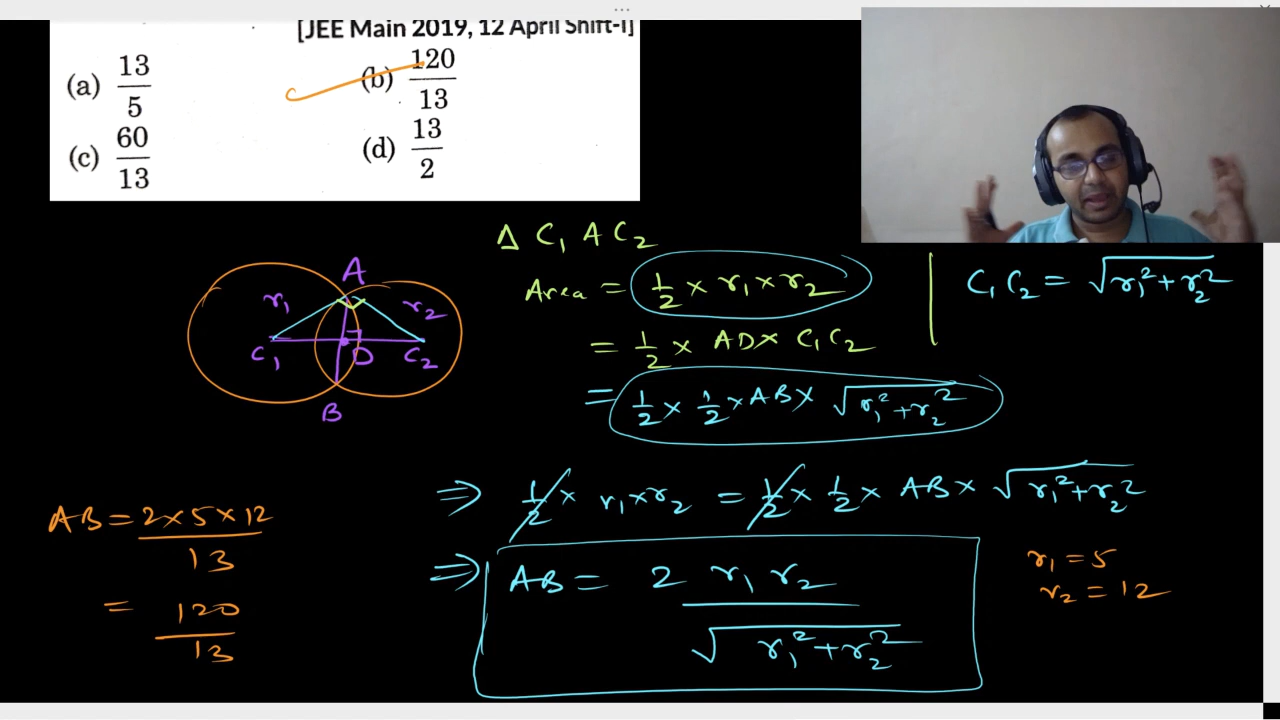 [JEE Main 2019, 12 April Shift-I]
(a) 13/5 (b) 120/13
(c) 60/13 (d) 13/2
Δ C₁ A C₂
Area = 1/2 × r₁ × r₂
= 1/2 × AD × C₁C₂
= 1/2 × 1/2 × AB × √(r₁² + r₂²)
C₁C₂ = √(r₁² + r₂²)
A
r₁ r₂
C₁ D C₂
B
⇒ 1/2 × r₁ × r₂ = 1/2 × 1/2 × AB × √(r₁² + r₂²)
⇒ AB = 2 r₁ r₂/√(r₁² + r₂²)
r₁ = 5
r₂ = 12
AB = 2 × 5 × 12/13
= 120/13